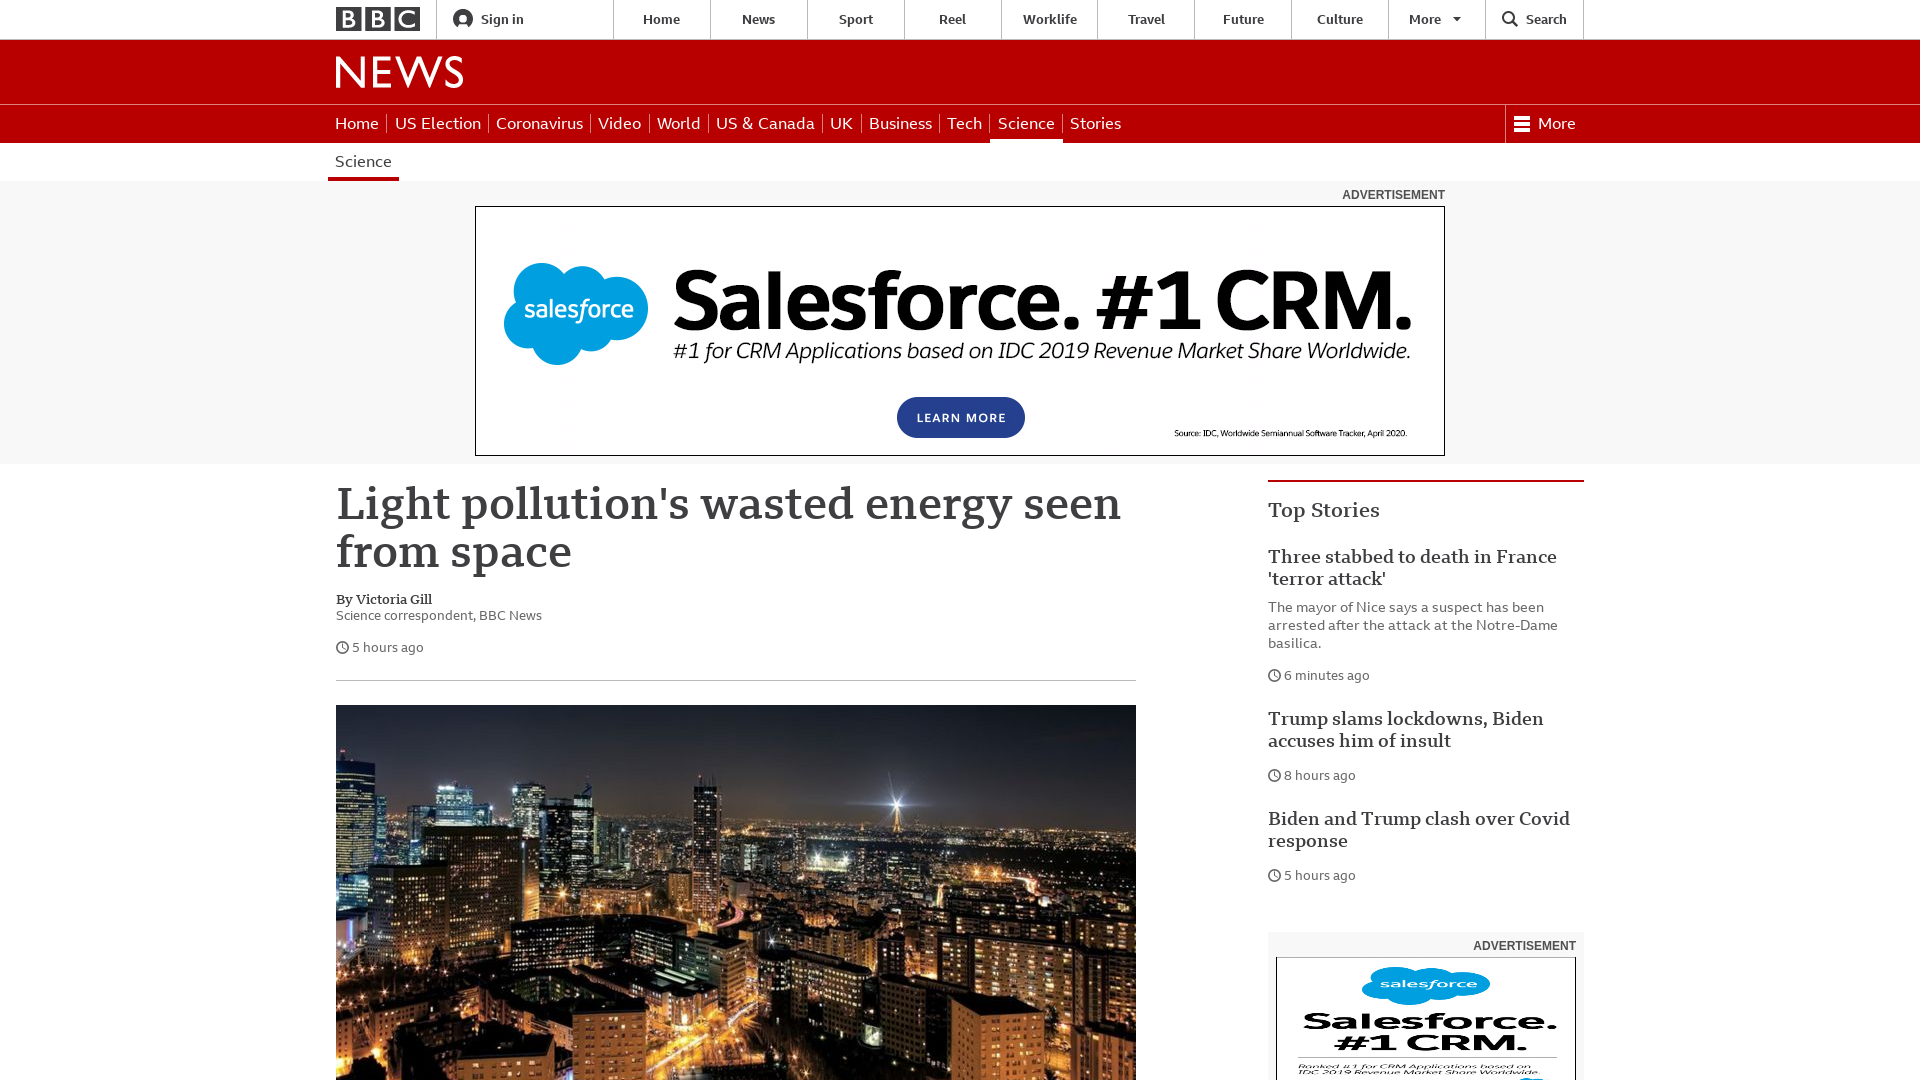 BBC
Sign in
Home
News
Sport
Reel
Worklife
Travel
Future
Culture
More
Search
NEWS
Home
US Election
Coronavirus
Video
World
US & Canada
UK
Business
Tech
Science
Stories
More
Science
ADVERTISEMENT
salesforce
Salesforce. #1 CRM.
#1 for CRM Applications based on IDC 2019 Revenue Market Share Worldwide.
LEARN MORE
Source: IDC, Worldwide Semiannual Software Tracker, April 2020.
Light pollution's wasted energy seen
from space
By Victoria Gill
Science correspondent, BBC News
5 hours ago
Top Stories
Three stabbed to death in France
'terror attack'
The mayor of Nice says a suspect has been
arrested after the attack at the Notre-Dame
basilica.
6 minutes ago
Trump slams lockdowns, Biden
accuses him of insult
8 hours ago
Biden and Trump clash over Covid
response
5 hours ago
ADVERTISEMENT
salesforce
Salesforce.
#1 CRM.
Ranked #1 for CRM Applications based on
IDC 2019 Revenue Market Share Worldwide.